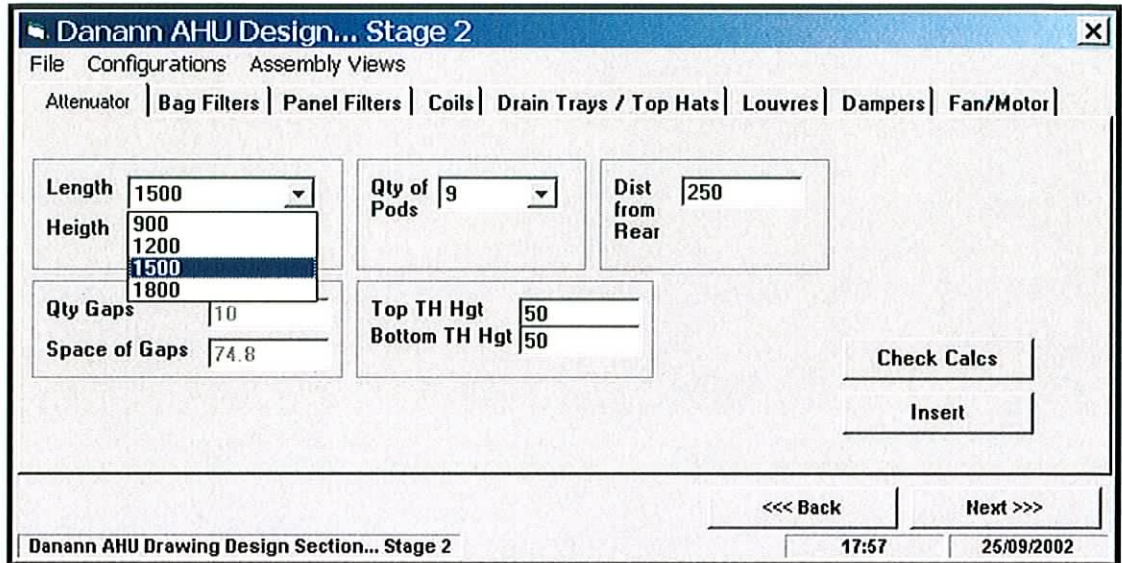 Danann AHU Design... Stage 2
File Configurations Assembly Views
Attenuator Bag Filters Panel Filters Coils Drain Trays / Top Hats Louvres Dampers Fan/Motor
Length 1500
Heigth
900
1200
1500
1800
Qty of Pods 9
Dist from Rear 250
Qty Gaps 10
Space of Gaps 74.8
Top TH Hgt 50
Bottom TH Hgt 50
Check Calcs
Insert
<<< Back Next >>>
Danann AHU Drawing Design Section... Stage 2 17:57 25/09/2002